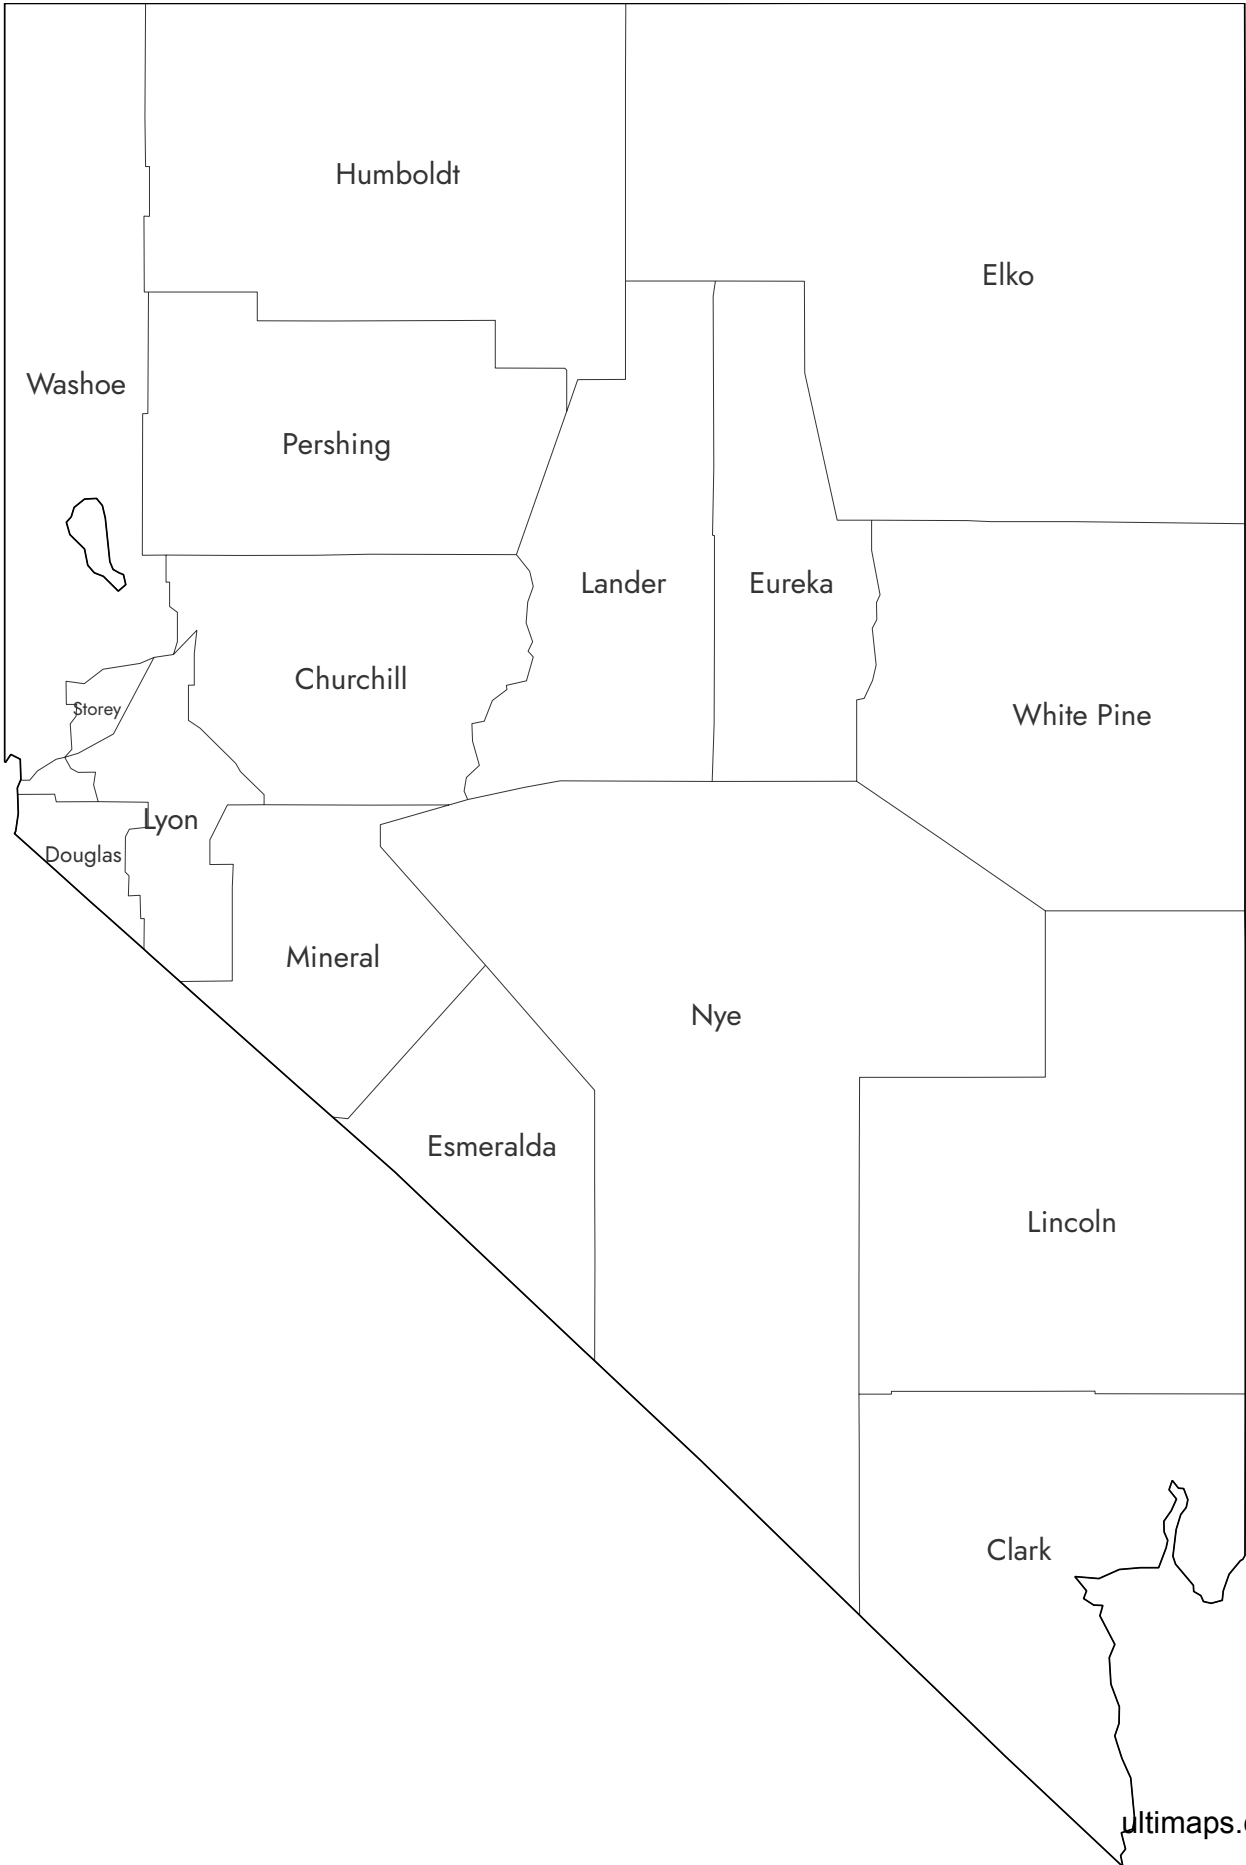 Humboldt
Elko
Washoe
Pershing
Lander
Eureka
Churchill
Storey
White Pine
Lyon
Douglas
Mineral
Nye
Esmeralda
Lincoln
Clark
ultimaps.